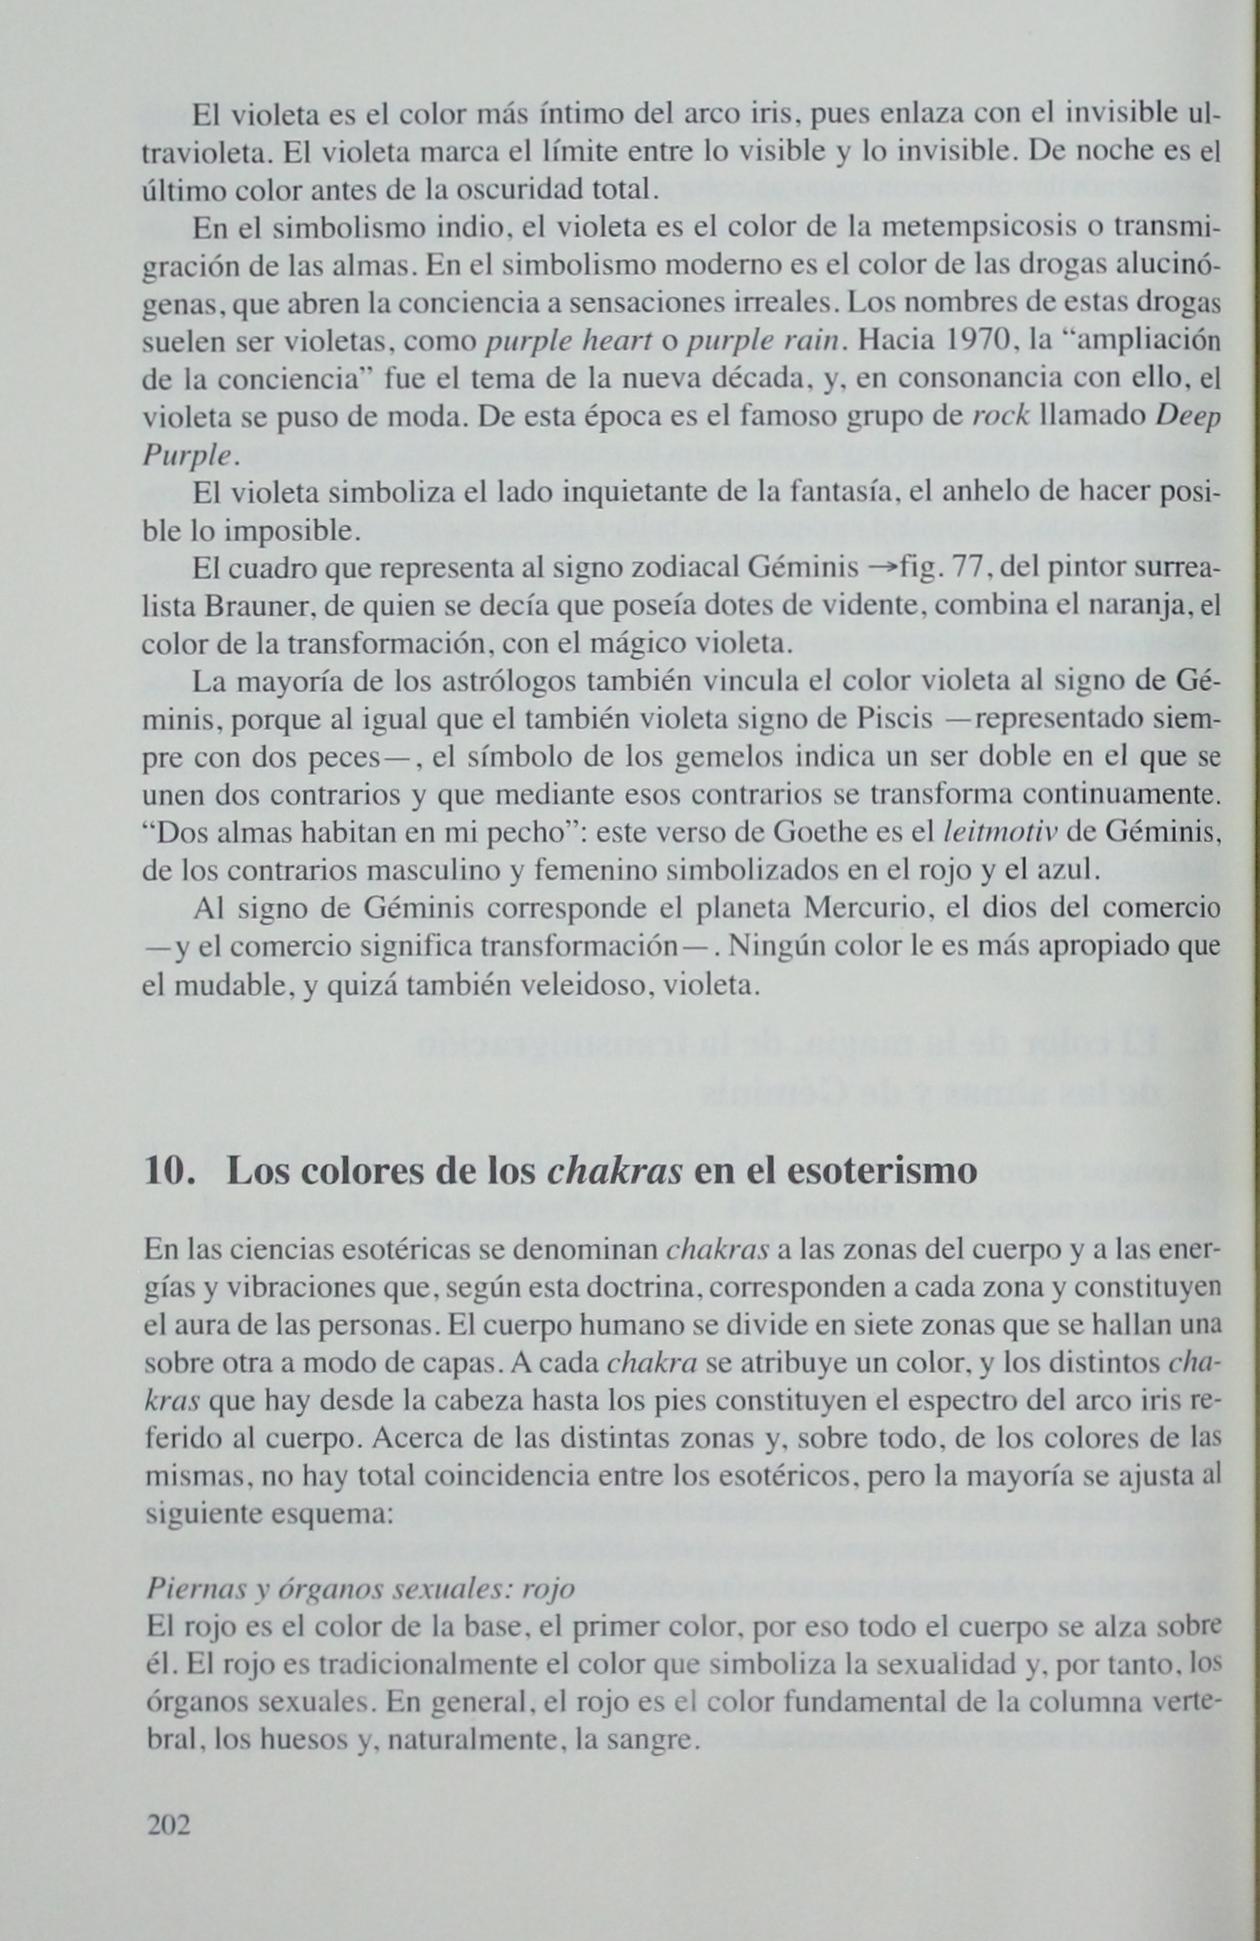 El violeta es el color más íntimo del arco iris, pues enlaza con el invisible ul-
travioleta. El violeta marca el límite entre lo visible y lo invisible. De noche es el
último color antes de la oscuridad total.
En el simbolismo indio, el violeta es el color de la metempsicosis o transmi-
gración de las almas. En el simbolismo moderno es el color de las drogas alucinó-
genas, que abren la conciencia a sensaciones irreales. Los nombres de estas drogas
suelen ser violetas, como purple heart o purple rain. Hacia 1970, la “ampliación
de la conciencia” fue el tema de la nueva década, y, en consonancia con ello, el
violeta se puso de moda. De esta época es el famoso grupo de rock llamado Deep
Purple.
El violeta simboliza el lado inquietante de la fantasía, el anhelo de hacer posi-
ble lo imposible.
El cuadro que representa al signo zodiacal Géminis →fig. 77, del pintor surrea-
lista Brauner, de quien se decía que poseía dotes de vidente, combina el naranja, el
color de la transformación, con el mágico violeta.
La mayoría de los astrólogos también vincula el color violeta al signo de Gé-
minis, porque al igual que el también violeta signo de Piscis —representado siem-
pre con dos peces—, el símbolo de los gemelos indica un ser doble en el que se
unen dos contrarios y que mediante esos contrarios se transforma continuamente.
“Dos almas habitan en mi pecho”: este verso de Goethe es el leitmotiv de Géminis,
de los contrarios masculino y femenino simbolizados en el rojo y el azul.
Al signo de Géminis corresponde el planeta Mercurio, el dios del comercio
—y el comercio significa transformación—. Ningún color le es más apropiado que
el mudable, y quizá también veleidoso, violeta.
10. Los colores de los chakras en el esoterismo
En las ciencias esotéricas se denominan chakras a las zonas del cuerpo y a las ener-
gías y vibraciones que, según esta doctrina, corresponden a cada zona y constituyen
el aura de las personas. El cuerpo humano se divide en siete zonas que se hallan una
sobre otra a modo de capas. A cada chakra se atribuye un color, y los distintos cha-
kras que hay desde la cabeza hasta los pies constituyen el espectro del arco iris re-
ferido al cuerpo. Acerca de las distintas zonas y, sobre todo, de los colores de las
mismas, no hay total coincidencia entre los esotéricos, pero la mayoría se ajusta al
siguiente esquema:
Piernas y órganos sexuales: rojo
El rojo es el color de la base, el primer color, por eso todo el cuerpo se alza sobre
él. El rojo es tradicionalmente el color que simboliza la sexualidad y, por tanto, los
órganos sexuales. En general, el rojo es el color fundamental de la columna verte-
bral, los huesos y, naturalmente, la sangre.
202